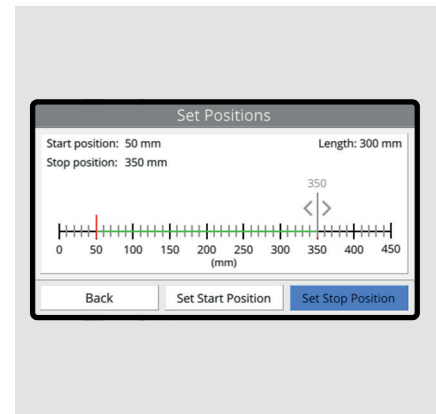 Set Positions
Start position: 50 mm
Length: 300 mm
Stop position: 350 mm
350
0 50 100 150 200 250 300 350 400 450
(mm)
Back
Set Start Position
Set Stop Position